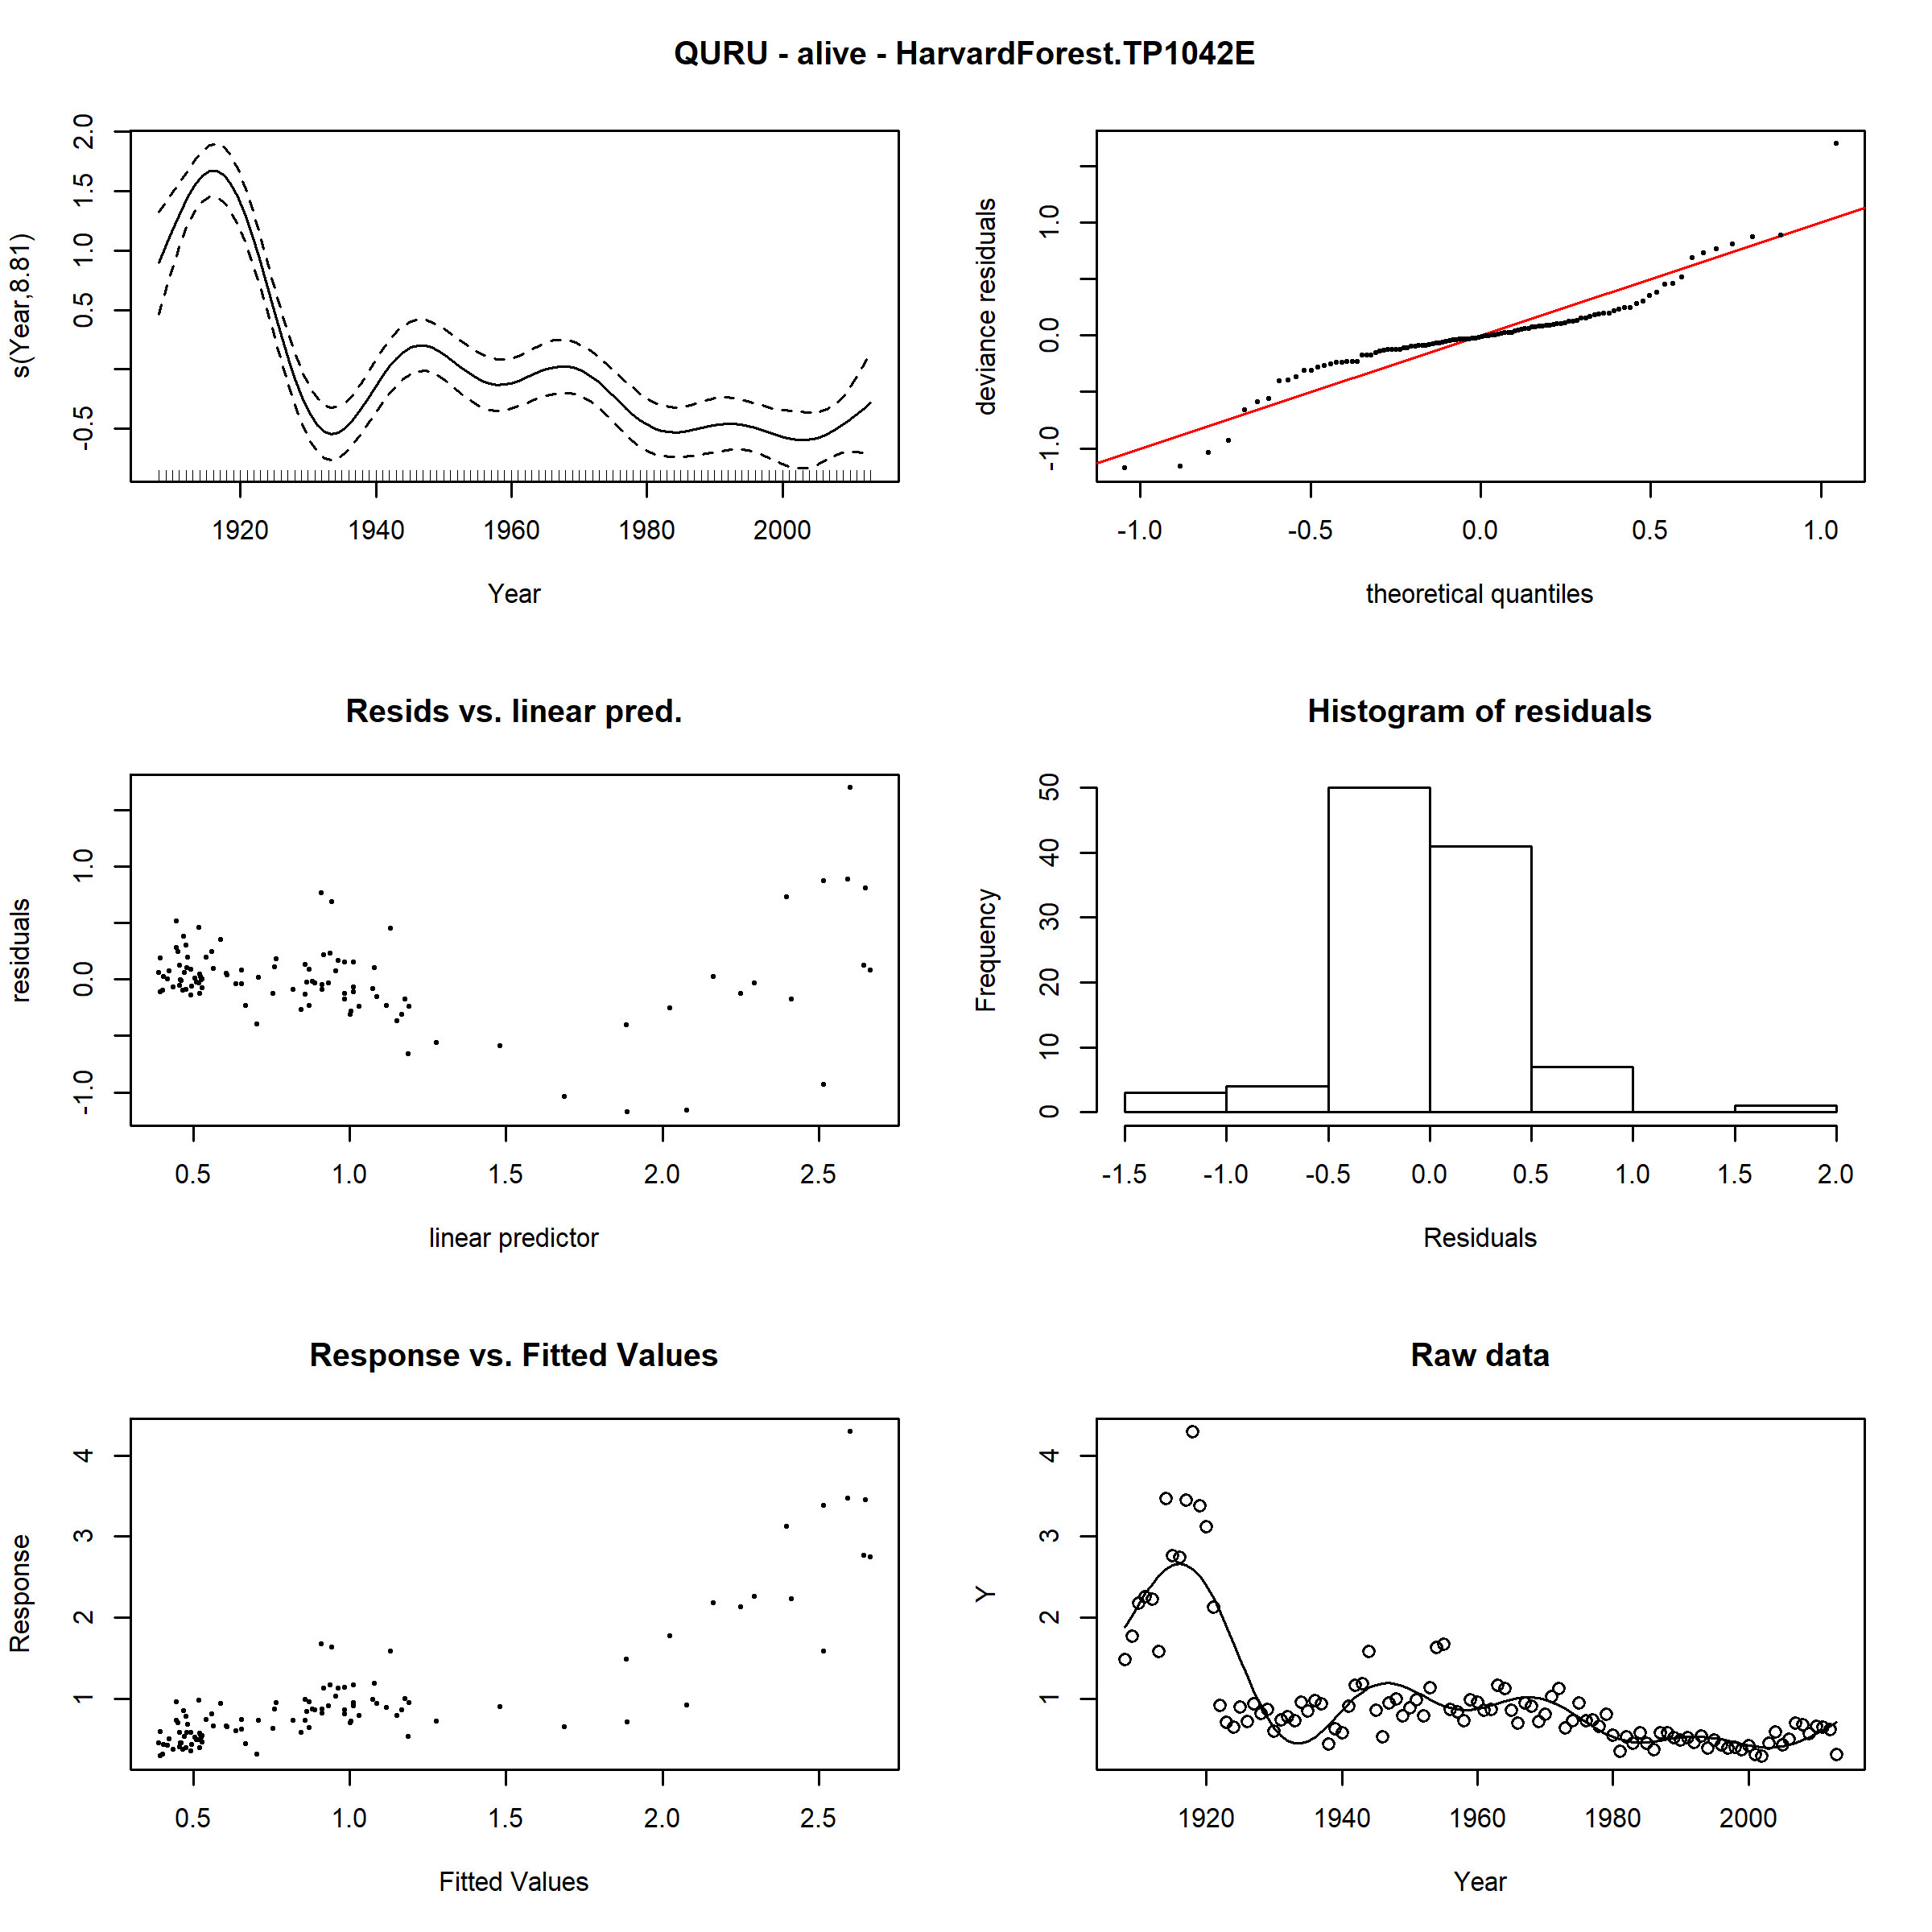 QURU - alive - HarvardForest.TP1042E
s(Year,8.81)
-0.5 0.5 1.0 1.5 2.0
1920 1940 1960 1980 2000
Year
deviance residuals
-1.0 0.0 1.0
-1.0 -0.5 0.0 0.5 1.0
theoretical quantiles
Resids vs. linear pred.
residuals
-1.0 0.0 1.0
0.5 1.0 1.5 2.0 2.5
linear predictor
Histogram of residuals
Frequency
0 10 20 30 40 50
-1.5 -1.0 -0.5 0.0 0.5 1.0 1.5 2.0
Residuals
Response vs. Fitted Values
Response
1 2 3 4
0.5 1.0 1.5 2.0 2.5
Fitted Values
Raw data
Y
1 2 3 4
1920 1940 1960 1980 2000
Year